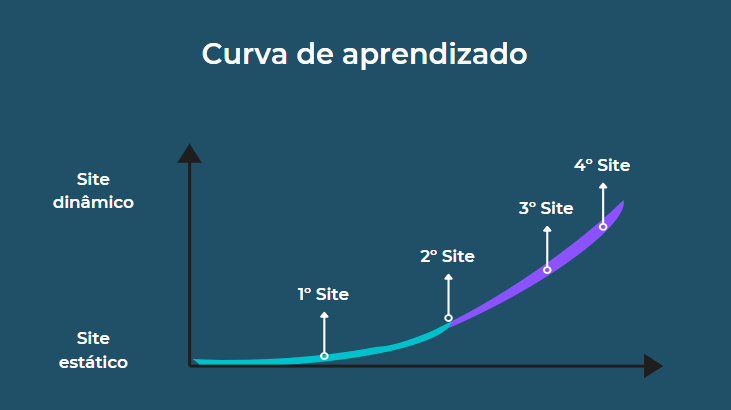 Curva de aprendizado
4º Site
Site
dinâmico
3º Site
2º Site
1º Site
Site
estático